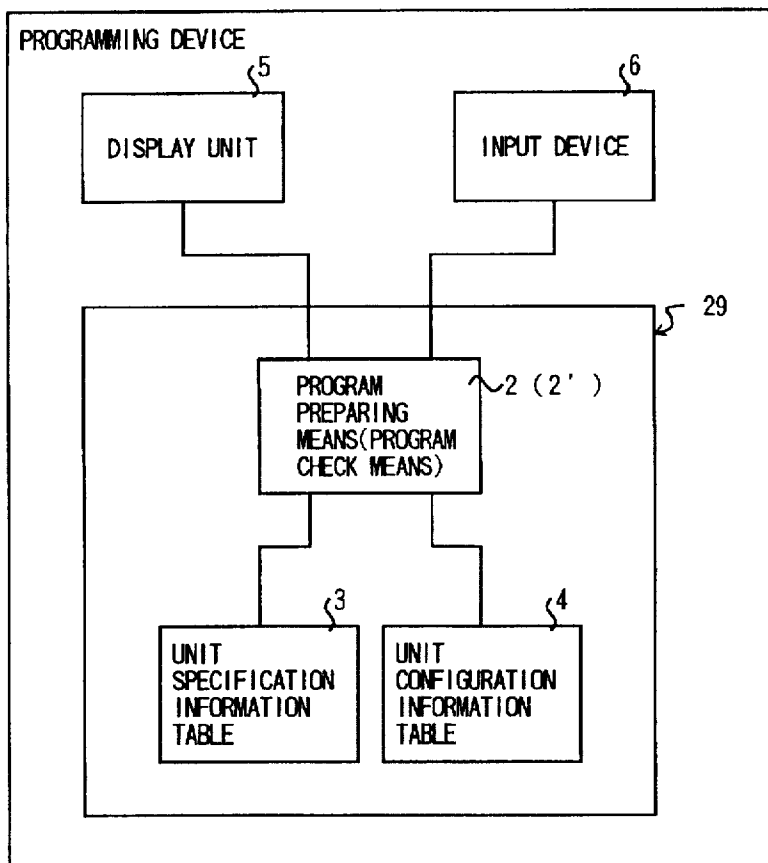 PROGRAMMING DEVICE
5
6
DISPLAY UNIT
INPUT DEVICE
29
PROGRAM
PREPARING
MEANS(PROGRAM
CHECK MEANS)
2 (2')
3
4
UNIT
SPECIFICATION
INFORMATION
TABLE
UNIT
CONFIGURATION
INFORMATION
TABLE